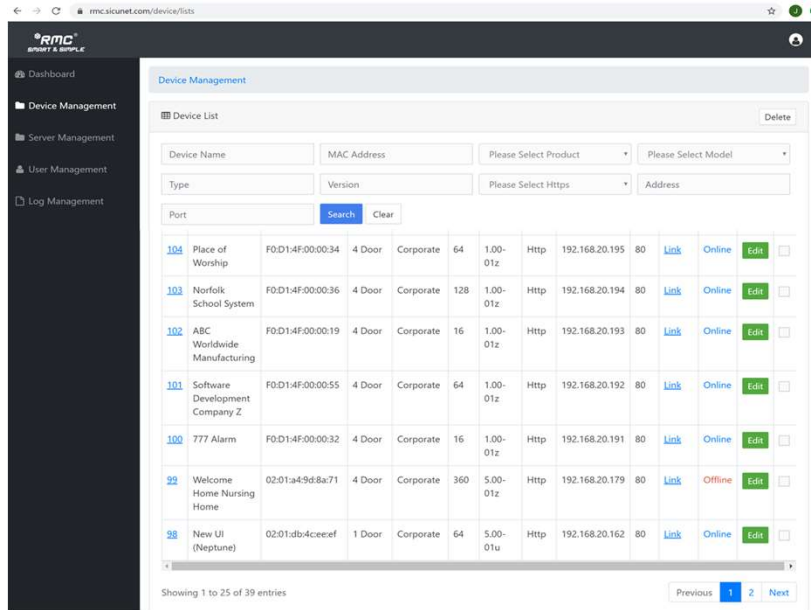 rmc.sicunet.com/device/lists
RMC
SMART & SIMPLE
Dashboard
Device Management
Server Management
User Management
Log Management
Device Management
Device List Delete
Device Name MAC Address Please Select Product Please Select Model
Type Version Please Select Https Address
Port Search Clear
104 Place of Worship F0:D1:4F:00:00:34 4 Door Corporate 64 1.00-01z Http 192.168.20.195 80 Link Online Edit
103 Norfolk School System F0:D1:4F:00:00:36 4 Door Corporate 128 1.00-01z Http 192.168.20.194 80 Link Online Edit
102 ABC Worldwide Manufacturing F0:D1:4F:00:00:19 4 Door Corporate 16 1.00-01z Http 192.168.20.193 80 Link Online Edit
101 Software Development Company Z F0:D1:4F:00:00:55 4 Door Corporate 64 1.00-01z Http 192.168.20.192 80 Link Online Edit
100 777 Alarm F0:D1:4F:00:00:32 4 Door Corporate 16 1.00-01z Http 192.168.20.191 80 Link Online Edit
99 Welcome Home Nursing Home 02:01:a4:9d:8a:71 4 Door Corporate 360 5.00-01z Http 192.168.20.179 80 Link Offline Edit
98 New UI (Neptune) 02:01:db:4c:ee:ef 1 Door Corporate 64 5.00-01u Http 192.168.20.162 80 Link Online Edit
Showing 1 to 25 of 39 entries Previous 1 2 Next